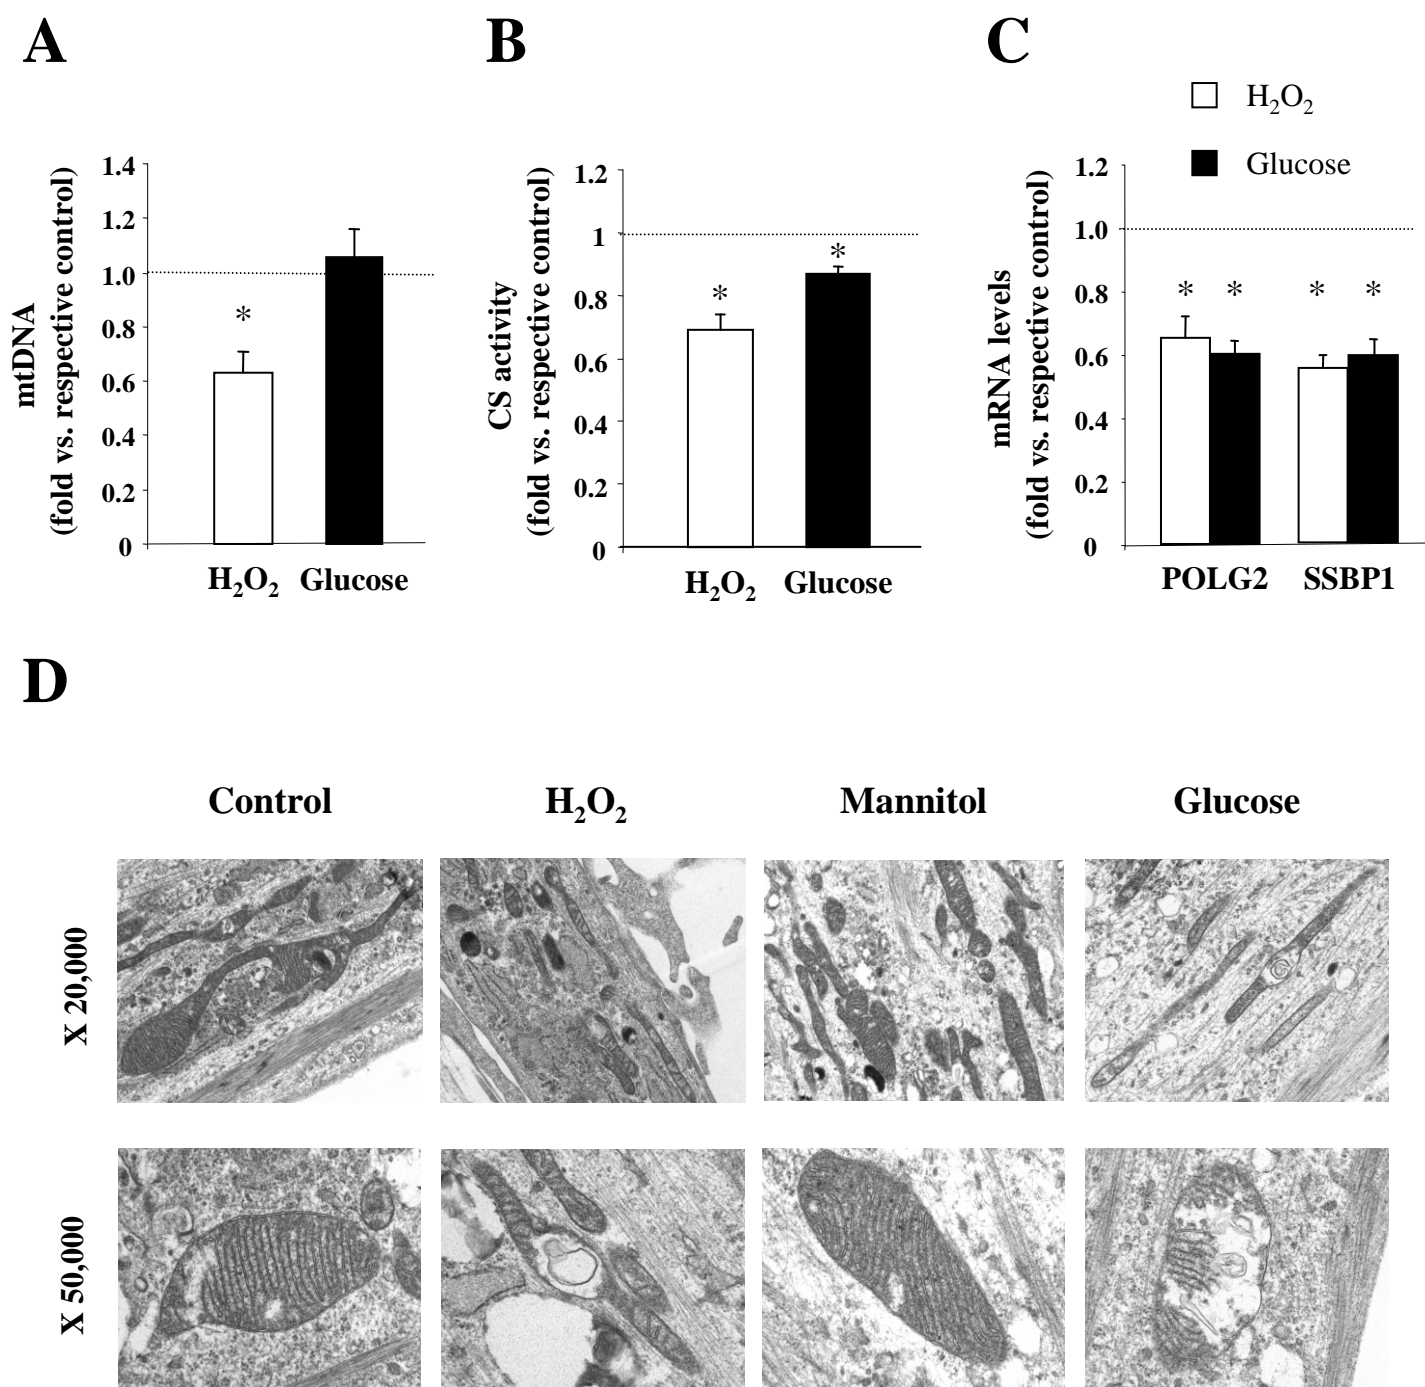 A
B
C
H₂O₂
Glucose
mtDNA
(fold vs. respective control)
1.4
1.2
1.0
0.8
0.6
0.4
0.2
0
*
H₂O₂ Glucose
CS activity
(fold vs. respective control)
1.2
1
0.8
0.6
0.4
0.2
0
* *
H₂O₂ Glucose
mRNA levels
(fold vs. respective control)
1.2
1.0
0.8
0.6
0.4
0.2
0
* * * *
POLG2 SSBP1
D
Control H₂O₂ Mannitol Glucose
X 20,000
X 50,000